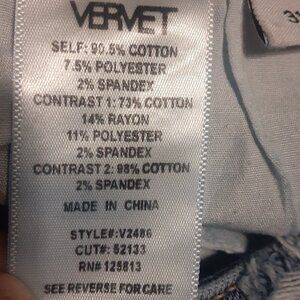 VERVET
SELF: 90.5% COTTON
7.5% POLYESTER
2% SPANDEX
CONTRAST 1: 73% COTTON
14% RAYON
11% POLYESTER
2% SPANDEX
CONTRAST 2: 98% COTTON
2% SPANDEX
MADE IN CHINA
STYLE#:V2486
CUT#: 52133
RN# 125813
SEE REVERSE FOR CARE